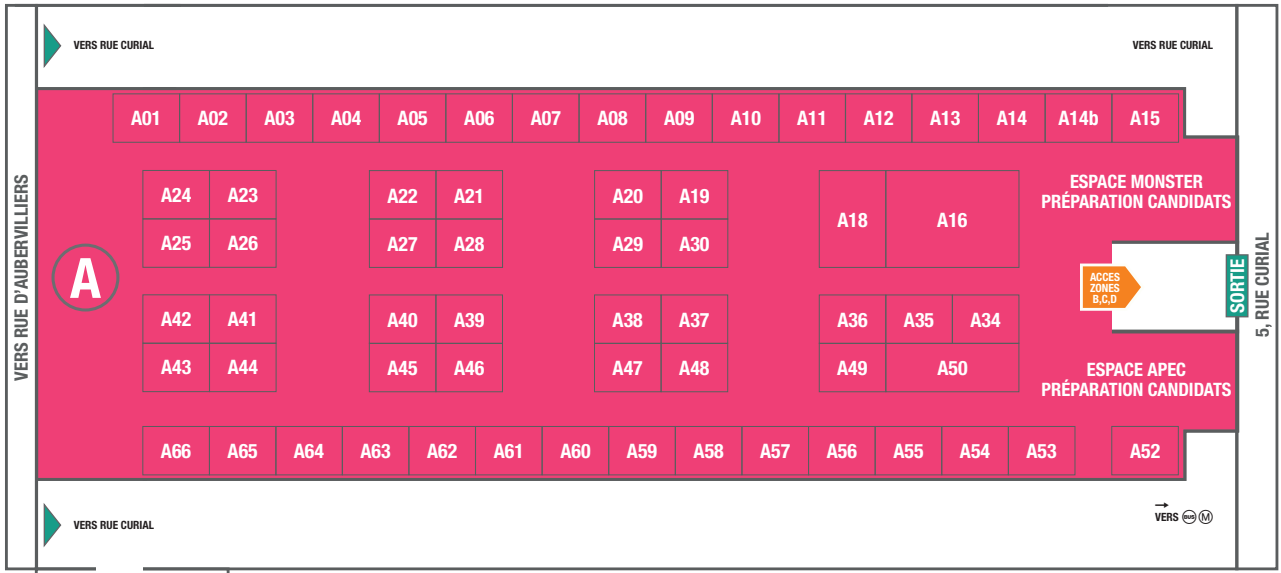 VERS RUE CURIAL
VERS RUE CURIAL
A01 A02 A03 A04 A05 A06 A07 A08 A09 A10 A11 A12 A13 A14 A14b A15
A24 A23 A22 A21 A20 A19 A18 A16
ESPACE MONSTER
PRÉPARATION CANDIDATS
A25 A26 A27 A28 A29 A30
VERS RUE D'AUBERVILLIERS
A
ACCES
ZONES
B,C,D
SORTIE
5, RUE CURIAL
A42 A41 A40 A39 A38 A37 A36 A35 A34
A43 A44 A45 A46 A47 A48 A49 A50
ESPACE APEC
PRÉPARATION CANDIDATS
A66 A65 A64 A63 A62 A61 A60 A59 A58 A57 A56 A55 A54 A53 A52
VERS RUE CURIAL
VERS BUS M